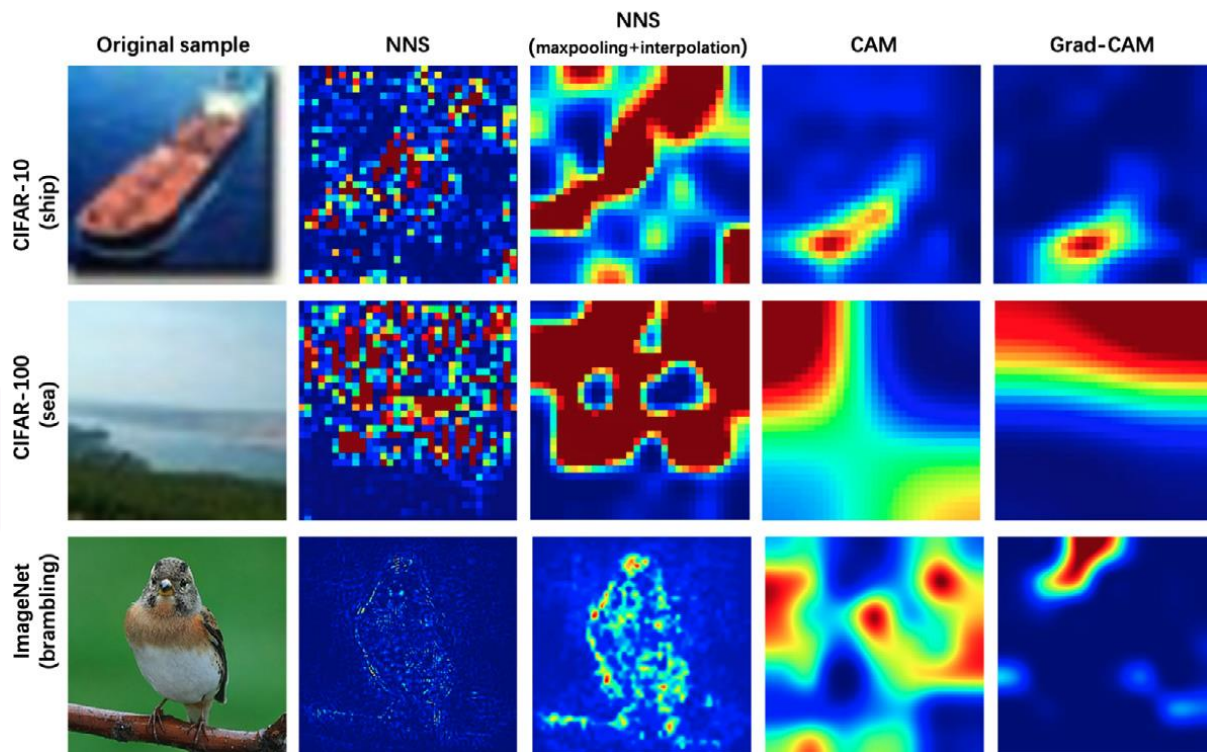 Original sample
NNS
NNS
(maxpooling+interpolation)
CAM
Grad-CAM
CIFAR-10
(ship)
CIFAR-100
(sea)
ImageNet
(brambling)